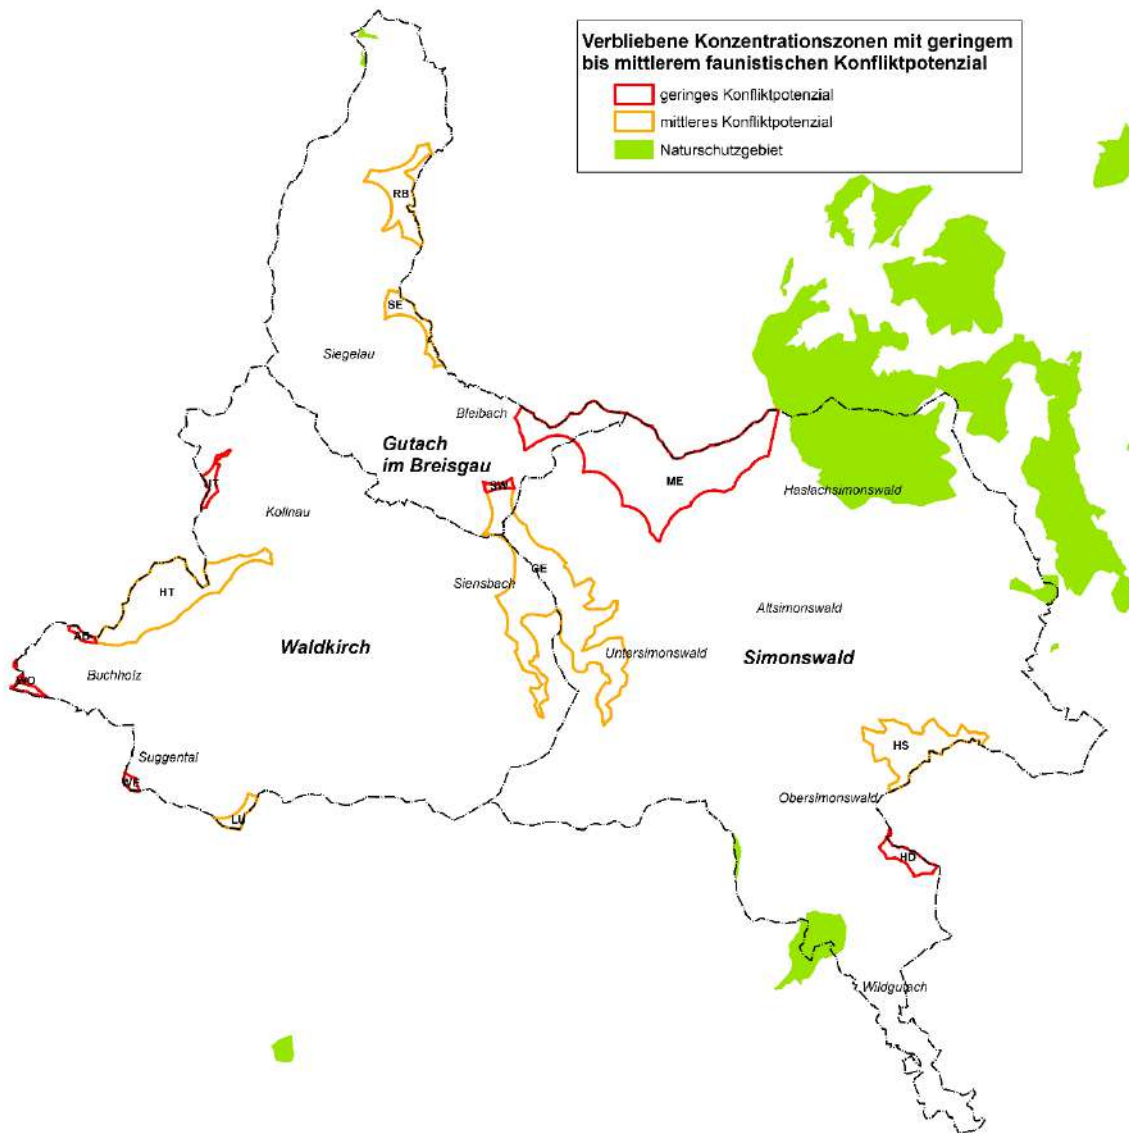 Verbliebene Konzentrationszonen mit geringem
bis mittlerem faunistischen Konfliktpotenzial
geringes Konfliktpotenzial
mittleres Konfliktpotenzial
Naturschutzgebiet
RB
SE
Siegelau
Bleibach
Gutach
im Breisgau
SW
ME
Haslachsimonswald
Kollnau
HT
Siensbach
GE
Altsimonswald
Waldkirch
Untersimonswald
Simonswald
Buchholz
HS
Suggental
Obersimonswald
LU
HD
Wildgutach